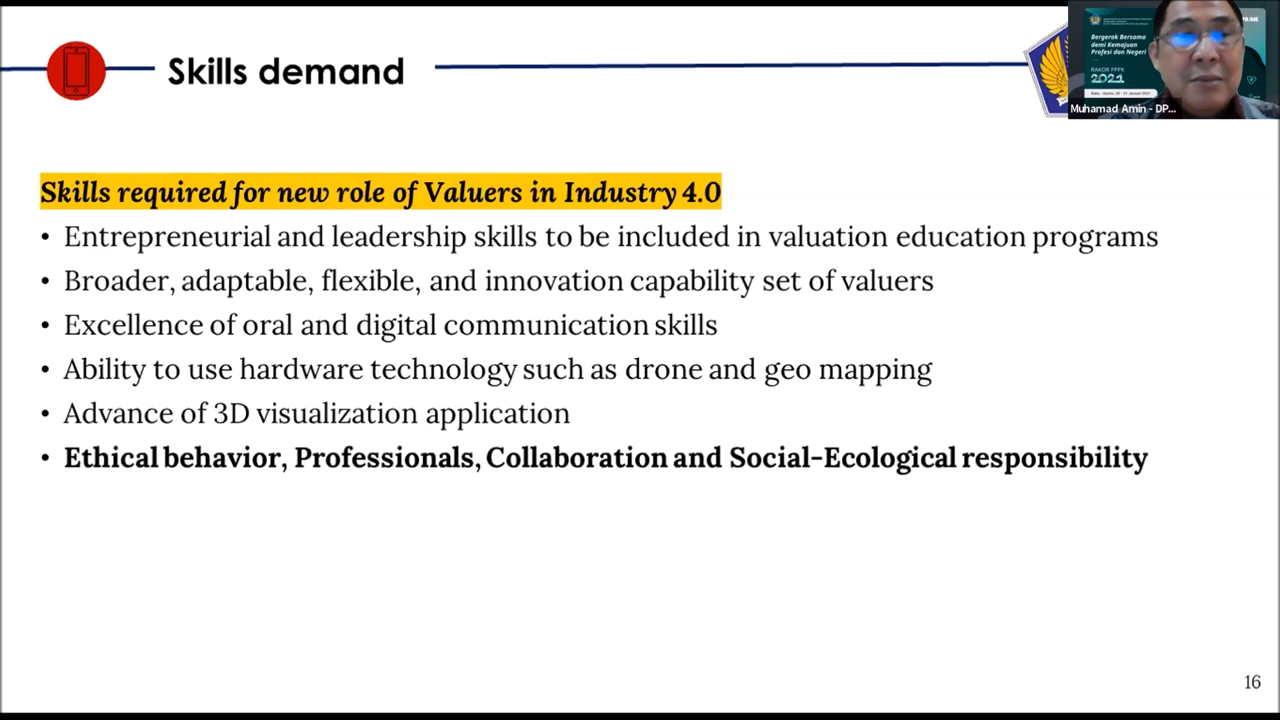 Skills demand
Bergerak Bersama
demi Kemajuan
Profesi dan Negeri
RAKOR PPPK
2021
Muhamad Amin - DP...
Skills required for new role of Valuers in Industry 4.0
• Entrepreneurial and leadership skills to be included in valuation education programs
• Broader, adaptable, flexible, and innovation capability set of valuers
• Excellence of oral and digital communication skills
• Ability to use hardware technology such as drone and geo mapping
• Advance of 3D visualization application
• Ethical behavior, Professionals, Collaboration and Social-Ecological responsibility
16